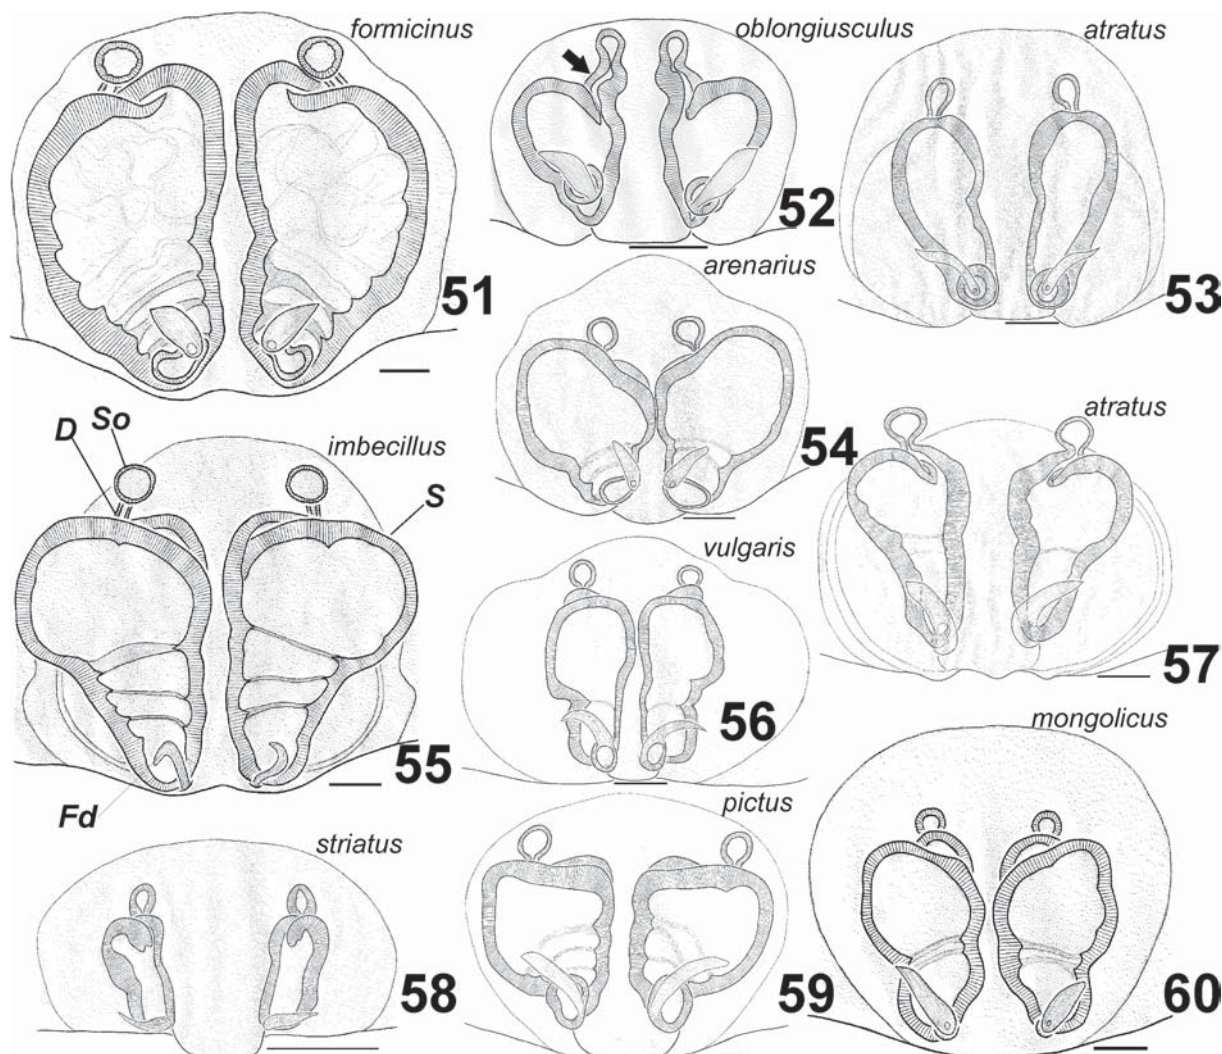 formicinus
51
oblongiusculus
52
atratus
53
arenarius
54
D
So
imbecillus
S
55
Fd
vulgaris
56
atratus
57
striatus
58
pictus
59
mongolicus
60